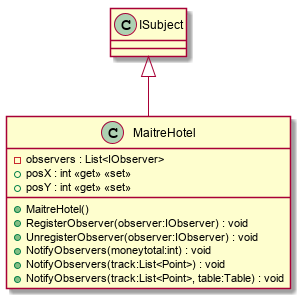 C ISubject
C MaitreHotel
observers : List<IObserver>
posX : int «get» «set»
posY : int «get» «set»
MaitreHotel()
RegisterObserver(observer:IObserver) : void
UnregisterObserver(observer:IObserver) : void
NotifyObservers(moneytotal:int) : void
NotifyObservers(track:List<Point>) : void
NotifyObservers(track:List<Point>, table:Table) : void